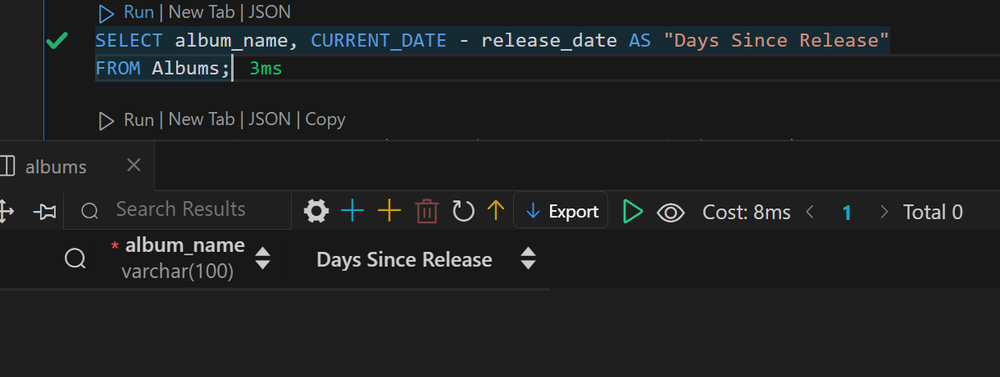 Run | New Tab | JSON
SELECT album_name, CURRENT_DATE - release_date AS "Days Since Release"
FROM Albums; 3ms
Run | New Tab | JSON | Copy
albums
Search Results Export Cost: 8ms 1 Total 0
* album_name Days Since Release
varchar(100)